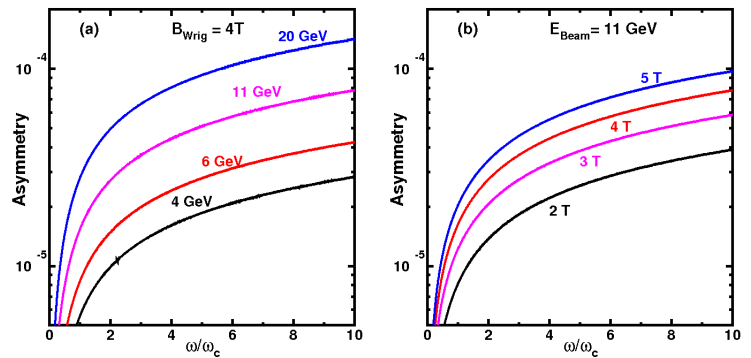 (a) B_Wrig = 4T
20 GeV
11 GeV
6 GeV
4 GeV
Asymmetry
10^-4
10^-5
0 2 4 6 8 10
ω/ω_c
(b) E_Beam = 11 GeV
5 T
4 T
3 T
2 T
Asymmetry
10^-4
10^-5
0 2 4 6 8 10
ω/ω_c